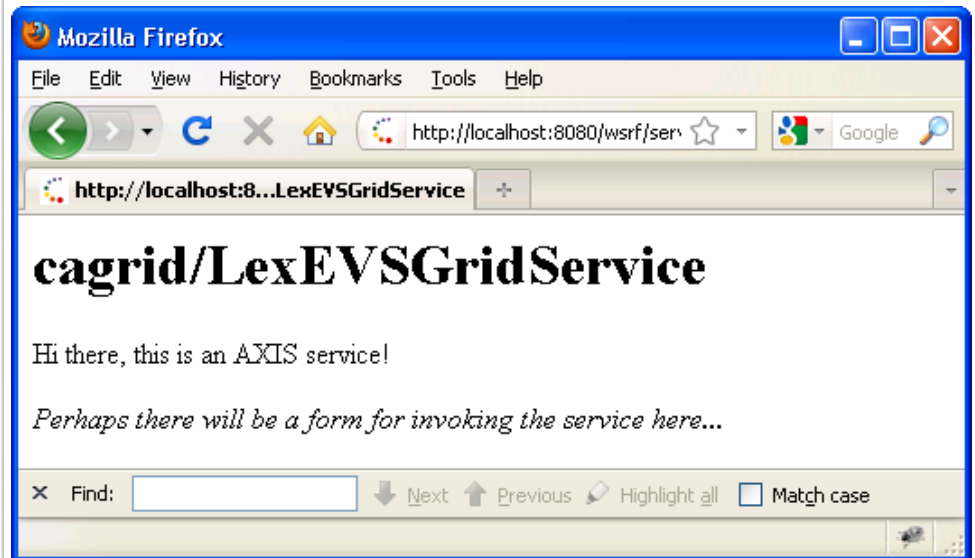 Mozilla Firefox
File Edit View History Bookmarks Tools Help
http://localhost:8080/wsrf/serv Google
http://localhost:8...LexEVSGridService
cagrid/LexEVSGridService
Hi there, this is an AXIS service!
Perhaps there will be a form for invoking the service here...
Find: Next Previous Highlight all Match case